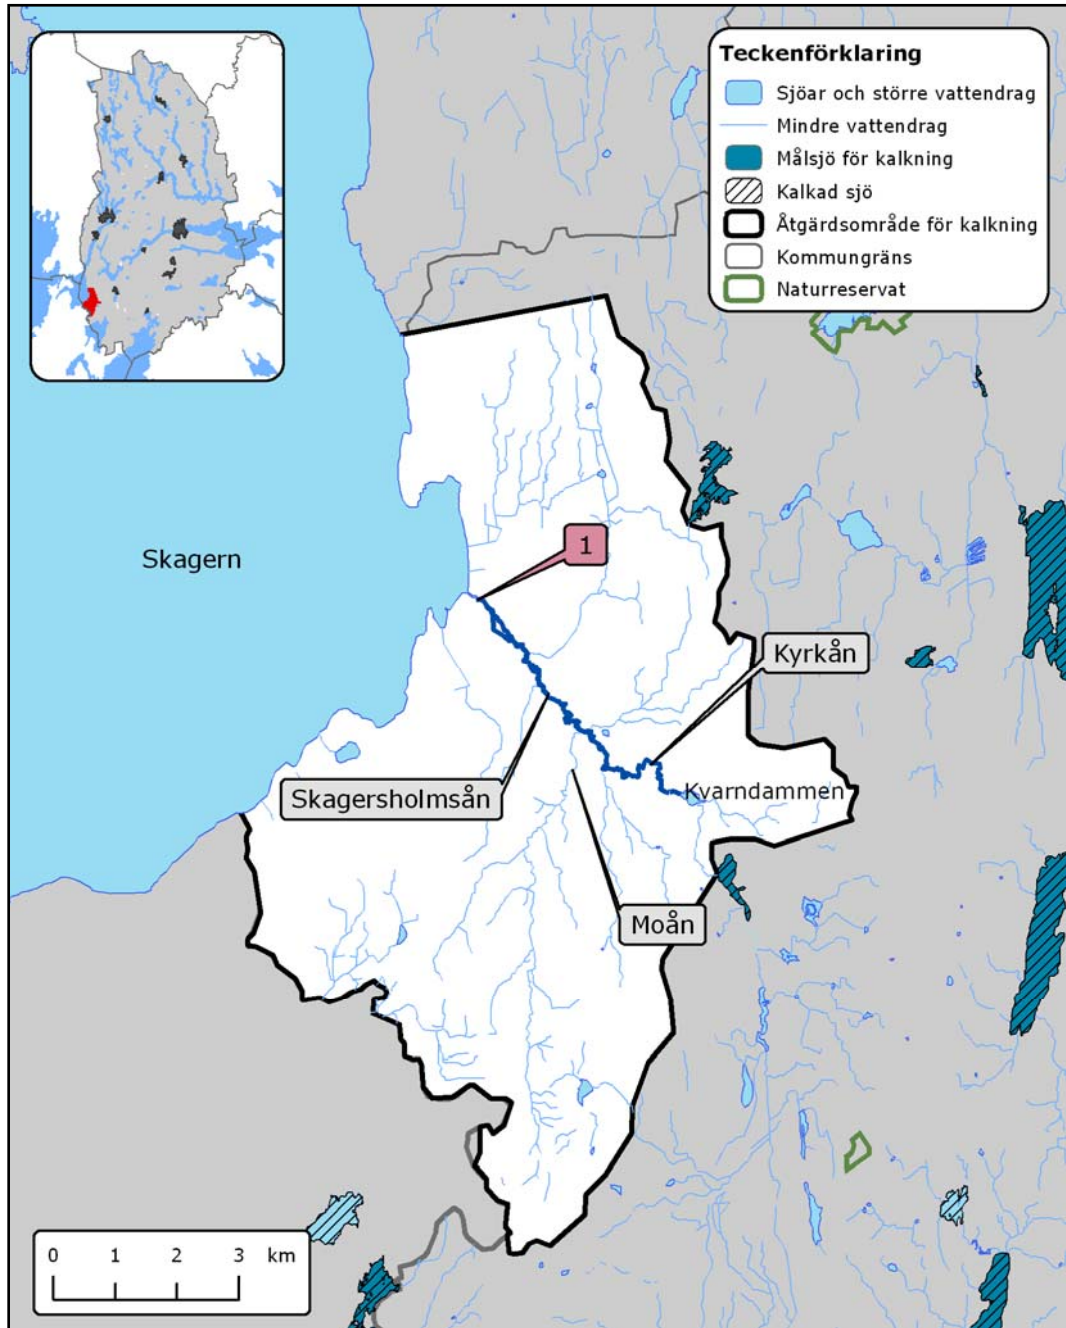 Teckenförklaring
Sjöar och större vattendrag
Mindre vattendrag
Målsjö för kalkning
Kalkad sjö
Åtgärdsområde för kalkning
Kommungräns
Naturreservat
Skagern
1
Kyrkån
Skagersholmsån
Kvarndammen
Moån
0 1 2 3 km